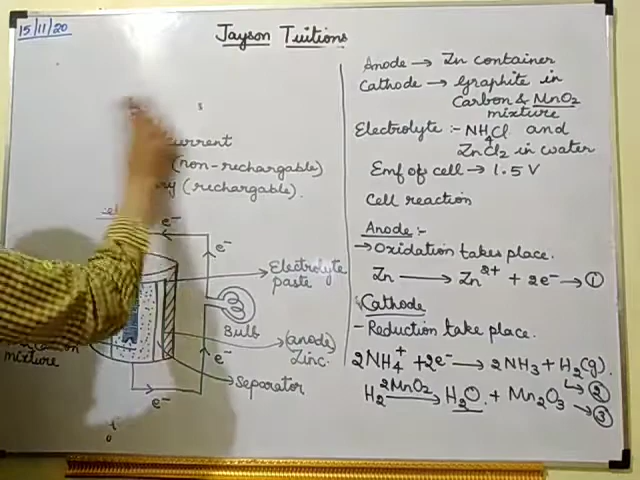 15/11/20
Jayson Tuitions
(non-rechargable)
(rechargable).
e⁻
e⁻
Electrolyte
paste
Bulb
(anode)
Zinc.
e⁻
Separator
e⁻
mixture
Anode → Zn container
Cathode → Graphite in
Carbon & MnO₂
mixture
Electrolyte :- NH₄Cl and
ZnCl₂ in water
Emf of cell → 1.5 V
Cell reaction
Anode:-
→ Oxidation takes place.
Zn → Zn²⁺ + 2e⁻ → ①
Cathode
- Reduction take place.
2NH₄⁺ + 2e⁻ → 2NH₃ + H₂(g).
↳ ②
H₂ 2MnO₂→ H₂O + Mn₂O₃
→ ③